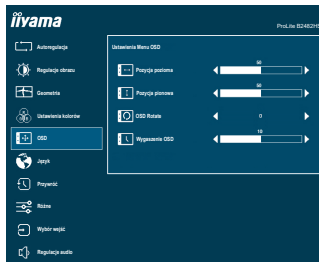 iiyama
ProLite B2482HS
Autoregulacja
Regulacja obrazu
Geometria
Ustawienia kolorów
OSD
Język
Przywróć
Różne
Wybór wejść
Regulacja audio
Ustawienia Menu OSD
Pozycja pozioma
50
Pozycja pionowa
50
OSD Rotate
0
Wygaszenie OSD
10